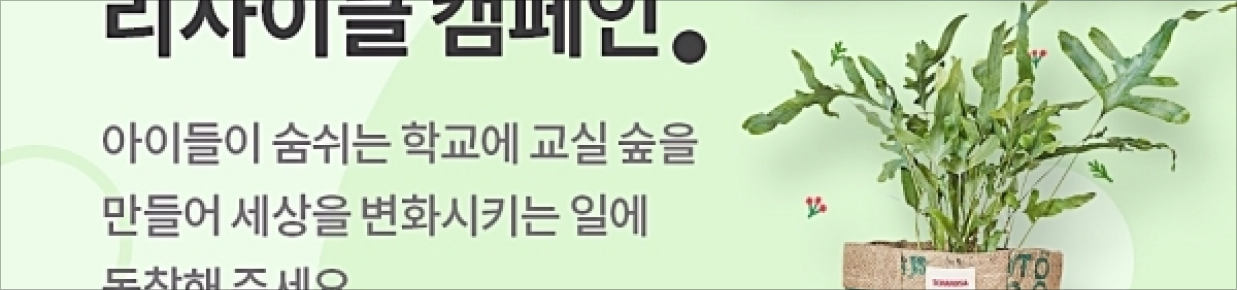 리사이클 캠페인.
아이들이 숨쉬는 학교에 교실 숲을
만들어 세상을 변화시키는 일에